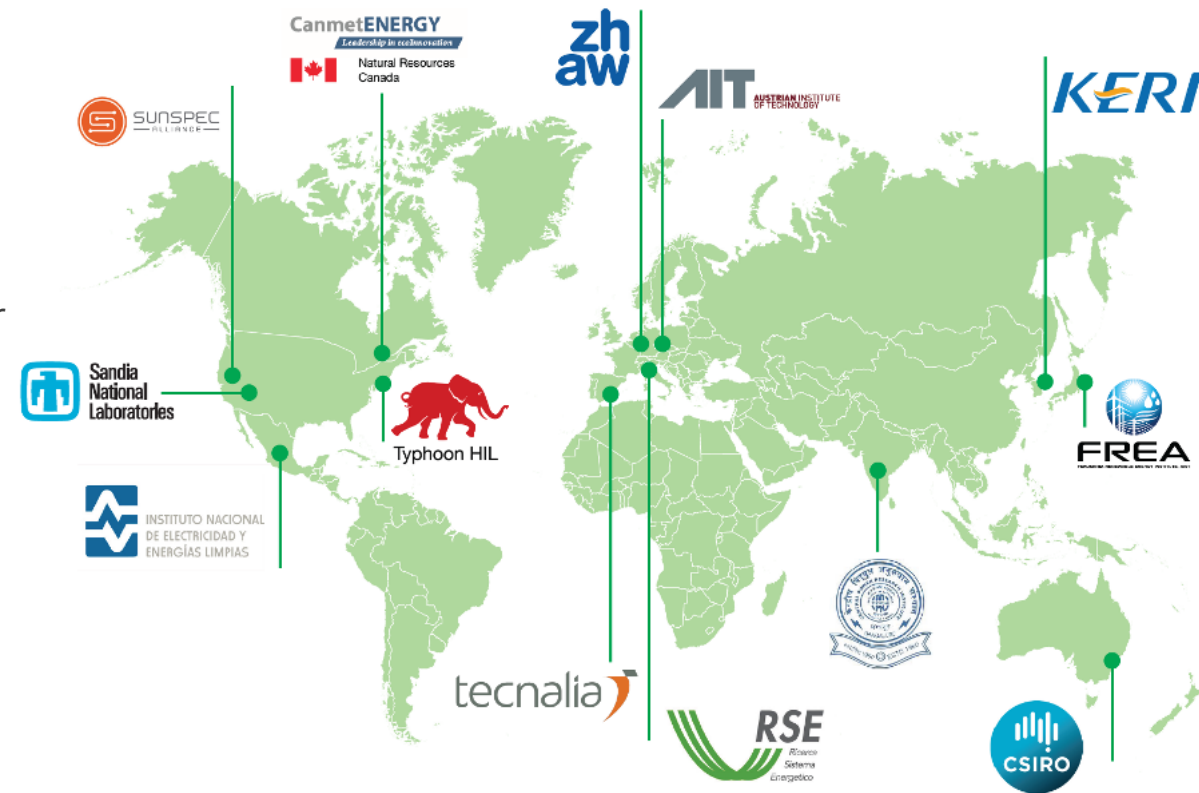 CanmetENERGY
Leadership in ecoInnovation
Natural Resources
Canada
zh
aw
AIT
AUSTRIAN INSTITUTE
OF TECHNOLOGY
KERI
SUNSPEC
ALLIANCE
Sandia
National
Laboratories
Typhoon HIL
FREA
INSTITUTO NACIONAL
DE ELECTRICIDAD Y
ENERGÍAS LIMPIAS
tecnalia
RSE
Ricerca
Sistema
Energetico
CSIRO